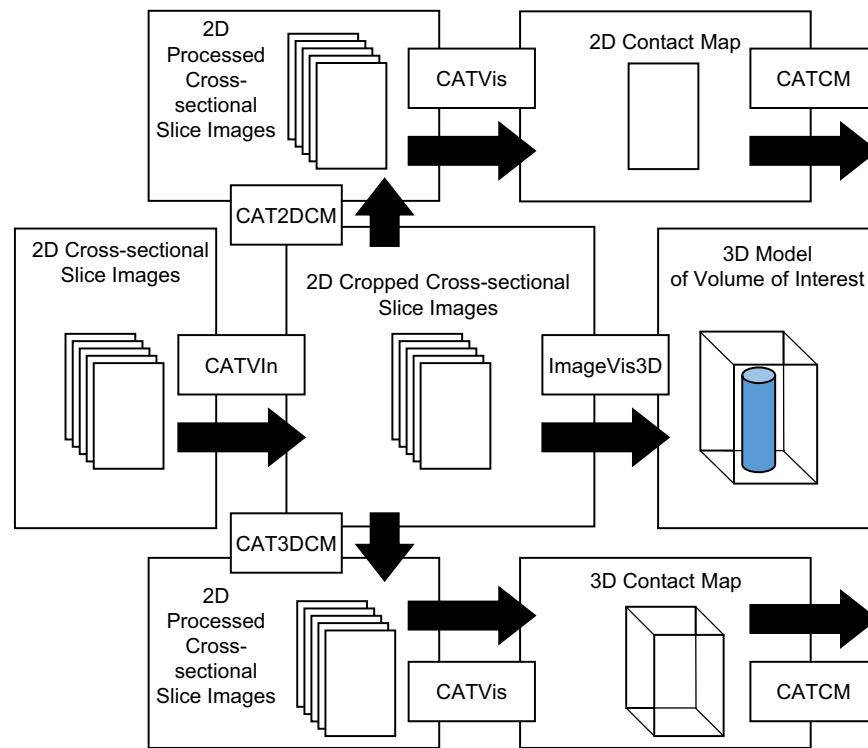 2D
Processed
Cross-
sectional
Slice Images
CATVis
2D Contact Map
CATCM
CAT2DCM
2D Cross-sectional
Slice Images
CATVIn
2D Cropped Cross-sectional
Slice Images
ImageVis3D
3D Model
of Volume of Interest
CAT3DCM
2D
Processed
Cross-
sectional
Slice Images
CATVis
3D Contact Map
CATCM